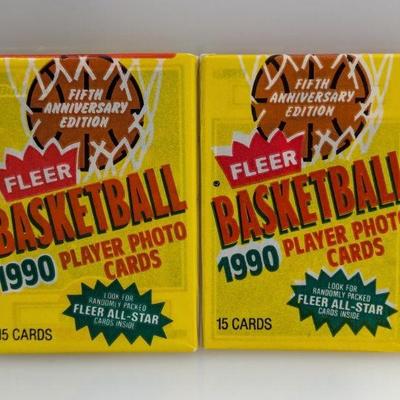 FIFTH
ANNIVERSARY
EDITION
FLEER
BASKETBALL
1990 PLAYER PHOTO
CARDS
LOOK FOR
RANDOMLY PACKED
FLEER ALL-STAR
CARDS INSIDE
15 CARDS
FIFTH
ANNIVERSARY
EDITION
FLEER
BASKETBALL
1990 PLAYER PHOTO
CARDS
LOOK FOR
RANDOMLY PACKED
FLEER ALL-STAR
CARDS INSIDE
15 CARDS